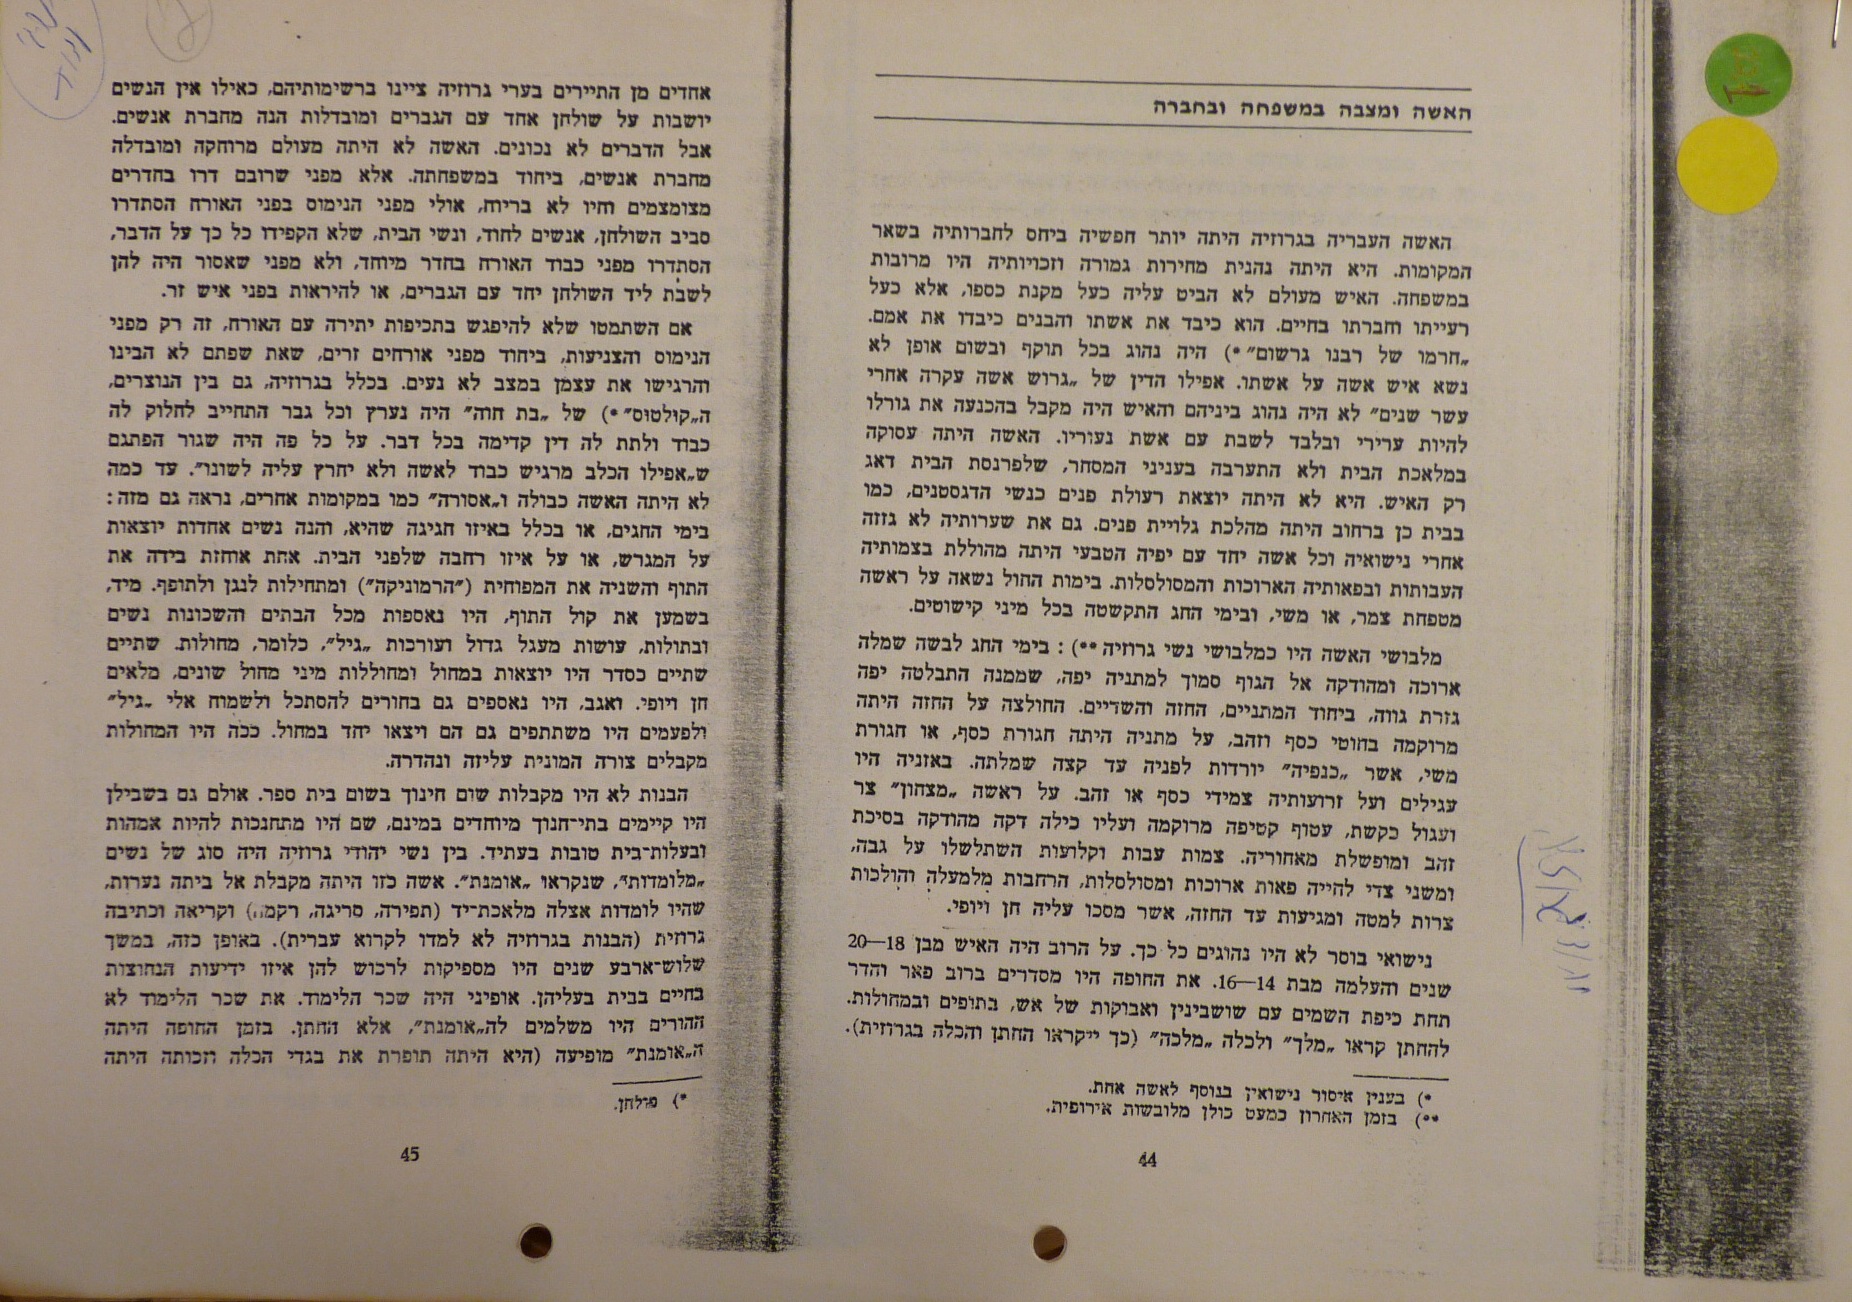 האשה ומצבה במשפחה ובחברה
האשה העבריה בגרוזיה היתה יותר חפשיה ביחס לחברותיה בשאר
המקומות. היא היתה נהנית מחירות גמורה וזכויותיה היו מרובות
במשפחה. האיש מעולם לא הביט עליה כעל מקנת כספו, אלא כעל
רעייתו וחברתו בחיים. הוא כיבד את אשתו והבנים כיבדו את אמם.
„חרמו של רבנו גרשום"*) היה נהוג בכל תוקף ובשום אופן לא
נשא איש אשה על אשתו. אפילו הדין של „גרוש אשה עקרה אחרי
עשר שנים" לא היה נהוג ביניהם והאיש היה מקבל בהכנעה את גורלו
להיות ערירי ובלבד לשבת עם אשת נעוריו. האשה היתה עסוקה
במלאכת הבית ולא התערבה בעניני המסחר, שלפרנסת הבית דאג
רק האיש. היא לא היתה יוצאת רעולת פנים כנשי הדגסטנים, כמו
בבית כן ברחוב היתה מהלכת גלויית פנים. גם את שערותיה לא גזזה
אחרי נישואיה וכל אשה יחד עם יפיה הטבעי היתה מהוללת בצמותיה
העבותות ובפאותיה הארוכות והמסולסלות. בימות החול נשאה על ראשה
מטפחת צמר, או משי, ובימי החג התקשטה בכל מיני קישוטים.
מלבושי האשה היו כמלבושי נשי גרוזיה**) : בימי החג לבשה שמלה
ארוכה ומהודקה אל הגוף סמוך למתניה יפה, שממנה התבלטה יפה
גזרת גווה, ביחוד המתניים, החזה והשדיים. החולצה על החזה היתה
מרוקמה בחוטי כסף וזהב, על מתניה היתה חגורת כסף, או חגורת
משי, אשר „כנפיה" יורדות לפניה עד קצה שמלתה. באזניה היו
עגילים ועל זרועותיה צמידי כסף או זהב. על ראשה „מצחון" צר
ועגול כקשת, עטוף קטיפה מרוקמה ועליו כילה דקה מהודקה בסיכת
זהב ומופשלת מאחוריה. צמות עבות וקלועות השתלשלו על גבה,
ומשני צדי לחייה פאות ארוכות ומסולסלות, הרחבות מלמעלה והולכות
צרות למטה ומגיעות עד החזה, אשר מסכו עליה חן ויופי.
נישואי בוסר לא היו נהוגים כל כך. על הרוב היה האיש מבן 18—20
שנים והעלמה מבת 14—16. את החופה היו מסדרים ברוב פאר והדר
תחת כיפת השמים עם שושבינין ואבוקות של אש, בתופים ובמחולות.
להחתן קראו „מלך" ולכלה „מלכה" (כך ייקראו החתן והכלה בגרוזית).
*) בענין איסור נישואין בנוסף לאשה אחת.
**) בזמן האחרון כמעט כולן מלובשות אירופית.
44
אחדים מן התיירים בערי גרוזיה ציינו ברשימותיהם, כאילו אין הנשים
יושבות על שולחן אחד עם הגברים ומובדלות הנה מחברת אנשים.
אבל הדברים לא נכונים. האשה לא היתה מעולם מרוחקה ומובדלה
מחברת אנשים, ביחוד במשפחתה. אלא מפני שרובם דרו בחדרים
מצומצמים וחיו לא בריוח, אולי מפני הנימוס בפני האורח הסתדרו
סביב השולחן, אנשים לחוד, ונשי הבית, שלא הקפידו כל כך על הדבר,
הסתדרו מפני כבוד האורח בחדר מיוחד, ולא מפני שאסור היה להן
לשבת ליד השולחן יחד עם הגברים, או להיראות בפני איש זר.
אם השתמטו שלא להיפגש בתכיפות יתירה עם האורח, זה רק מפני
הנימוס והצניעות, ביחוד מפני אורחים זרים, שאת שפתם לא הבינו
והרגישו את עצמן במצב לא נעים. בכלל בגרוזיה, גם בין הנוצרים,
ה„קולטוס"*) של „בת חוה" היה נערץ וכל גבר התחייב לחלוק לה
כבוד ולתת לה דין קדימה בכל דבר. על כל פה היה שגור הפתגם
ש„אפילו הכלב מרגיש כבוד לאשה ולא יחרץ עליה לשונו". עד כמה
לא היתה האשה כבולה ו„אסורה" כמו במקומות אחרים, נראה גם מזה:
בימי החגים, או בכלל באיזו חגיגה שהיא, והנה נשים אחדות יוצאות
על המגרש, או על איזו רחבה שלפני הבית. אחת אוחזת בידה את
התוף והשניה את המפוחית ("הרמוניקה") ומתחילות לנגן ולתופף. מיד,
בשמען את קול התוף, היו נאספות מכל הבתים והשכונות נשים
ובתולות, עושות מעגל גדול ועורכות „גיל", כלומר, מחולות. שתיים
שתיים כסדר היו יוצאות במחול ומחוללות מיני מחול שונים, מלאים
חן ויופי. ואגב, היו נאספים גם בחורים להסתכל ולשמוח אלי „גיל"
ולפעמים היו משתתפים גם הם ויצאו יחד במחול. ככה היו המחולות
מקבלים צורה המונית עליזה ונהדרה.
הבנות לא היו מקבלות שום חינוך בשום בית ספר. אולם גם בשבילן
היו קיימים בתי־חנוך מיוחדים במינם, שם היו מתחנכות להיות אמהות
ובעלות־בית טובות בעתיד. בין נשי יהודי גרוזיה היה סוג של נשים
„מלומדות", שנקראו „אומנת". אשה כזו היתה מקבלת אל ביתה נערות,
שהיו לומדות אצלה מלאכת־יד (תפירה, סריגה, רקמה) וקריאה וכתיבה
גרוזית (הבנות בגרוזיה לא למדו לקרוא עברית). באופן כזה, במשך
שלוש־ארבע שנים היו מספיקות לרכוש להן איזו ידיעות הנחוצות
בחיים בבית בעליהן. אופיני היה שכר הלימוד. את שכר הלימוד לא
ההורים היו משלמים לה„אומנת", אלא החתן. בזמן החופה היתה
ה„אומנת" מופיעה (היא היתה תופרת את בגדי הכלה וזכותה היתה
*) פולחן.
45